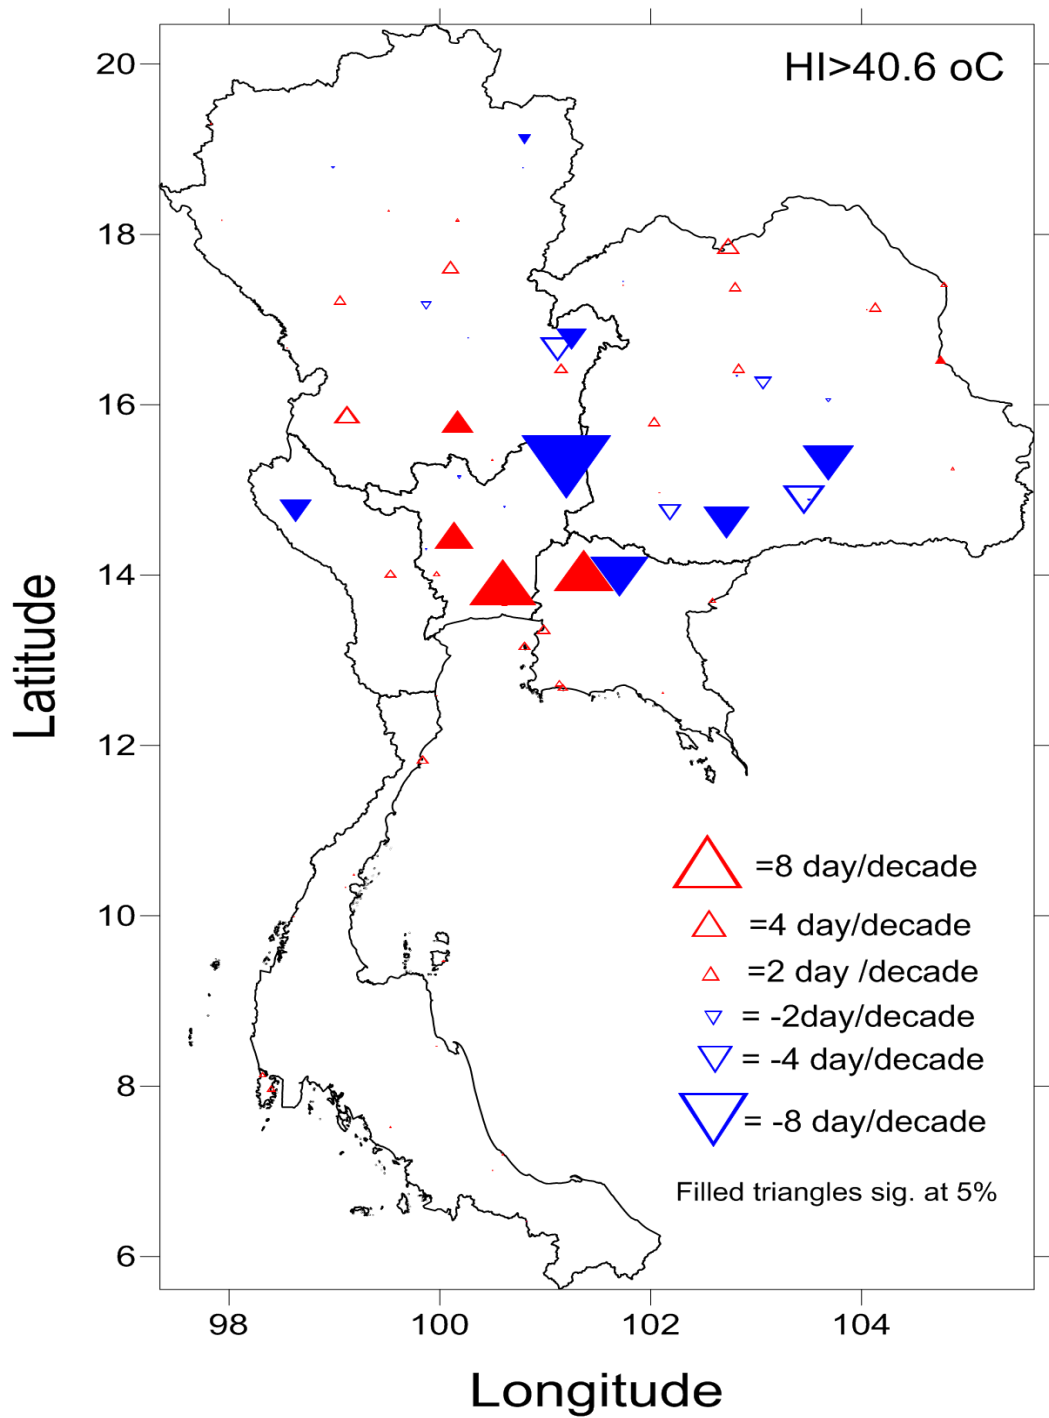 HI>40.6 oC
20
18
16
14
12
10
8
6
Latitude
=8 day/decade
=4 day/decade
=2 day /decade
= -2day/decade
= -4 day/decade
= -8 day/decade
Filled triangles sig. at 5%
98
100
102
104
Longitude